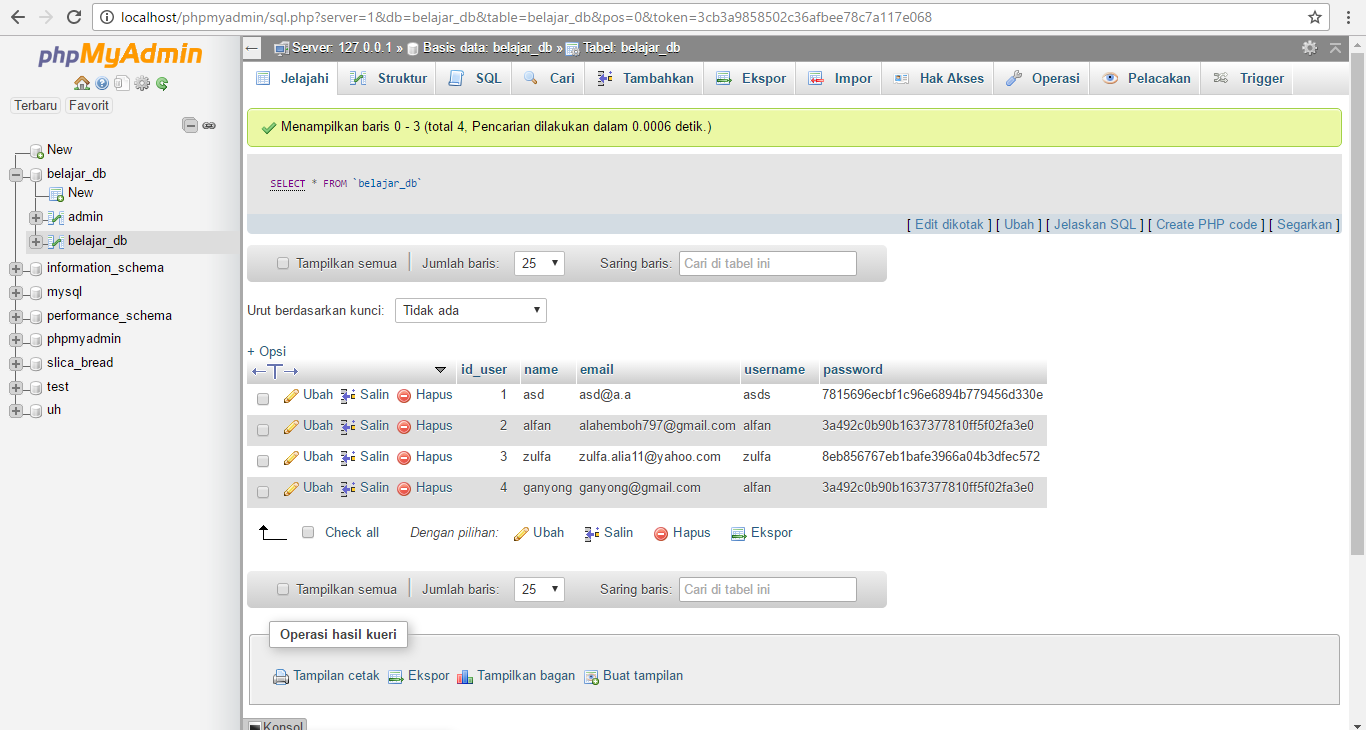 localhost/phpmyadmin/sql.php?server=1&db=belajar_db&table=belajar_db&pos=0&token=3cb3a9858502c36afbee78c7a117e068
phpMyAdmin
Terbaru Favorit
New
belajar_db
New
admin
belajar_db
information_schema
mysql
performance_schema
phpmyadmin
slica_bread
test
uh
Server: 127.0.0.1 » Basis data: belajar_db » Tabel: belajar_db
Jelajahi Struktur SQL Cari Tambahkan Ekspor Impor Hak Akses Operasi Pelacakan Trigger
Menampilkan baris 0 - 3 (total 4, Pencarian dilakukan dalam 0.0006 detik.)
SELECT * FROM `belajar_db`
[ Edit dikotak ] [ Ubah ] [ Jelaskan SQL ] [ Create PHP code ] [ Segarkan ]
Tampilkan semua Jumlah baris: 25 Saring baris: Cari di tabel ini
Urut berdasarkan kunci: Tidak ada
+ Opsi
←T→ id_user name email username password
Ubah Salin Hapus 1 asd asd@a.a asds 7815696ecbf1c96e6894b779456d330e
Ubah Salin Hapus 2 alfan alahemboh797@gmail.com alfan 3a492c0b90b1637377810ff5f02fa3e0
Ubah Salin Hapus 3 zulfa zulfa.alia11@yahoo.com zulfa 8eb856767eb1bafe3966a04b3dfec572
Ubah Salin Hapus 4 ganyong ganyong@gmail.com alfan 3a492c0b90b1637377810ff5f02fa3e0
Check all Dengan pilihan: Ubah Salin Hapus Ekspor
Tampilkan semua Jumlah baris: 25 Saring baris: Cari di tabel ini
Operasi hasil kueri
Tampilan cetak Ekspor Tampilkan bagan Buat tampilan
Konsol